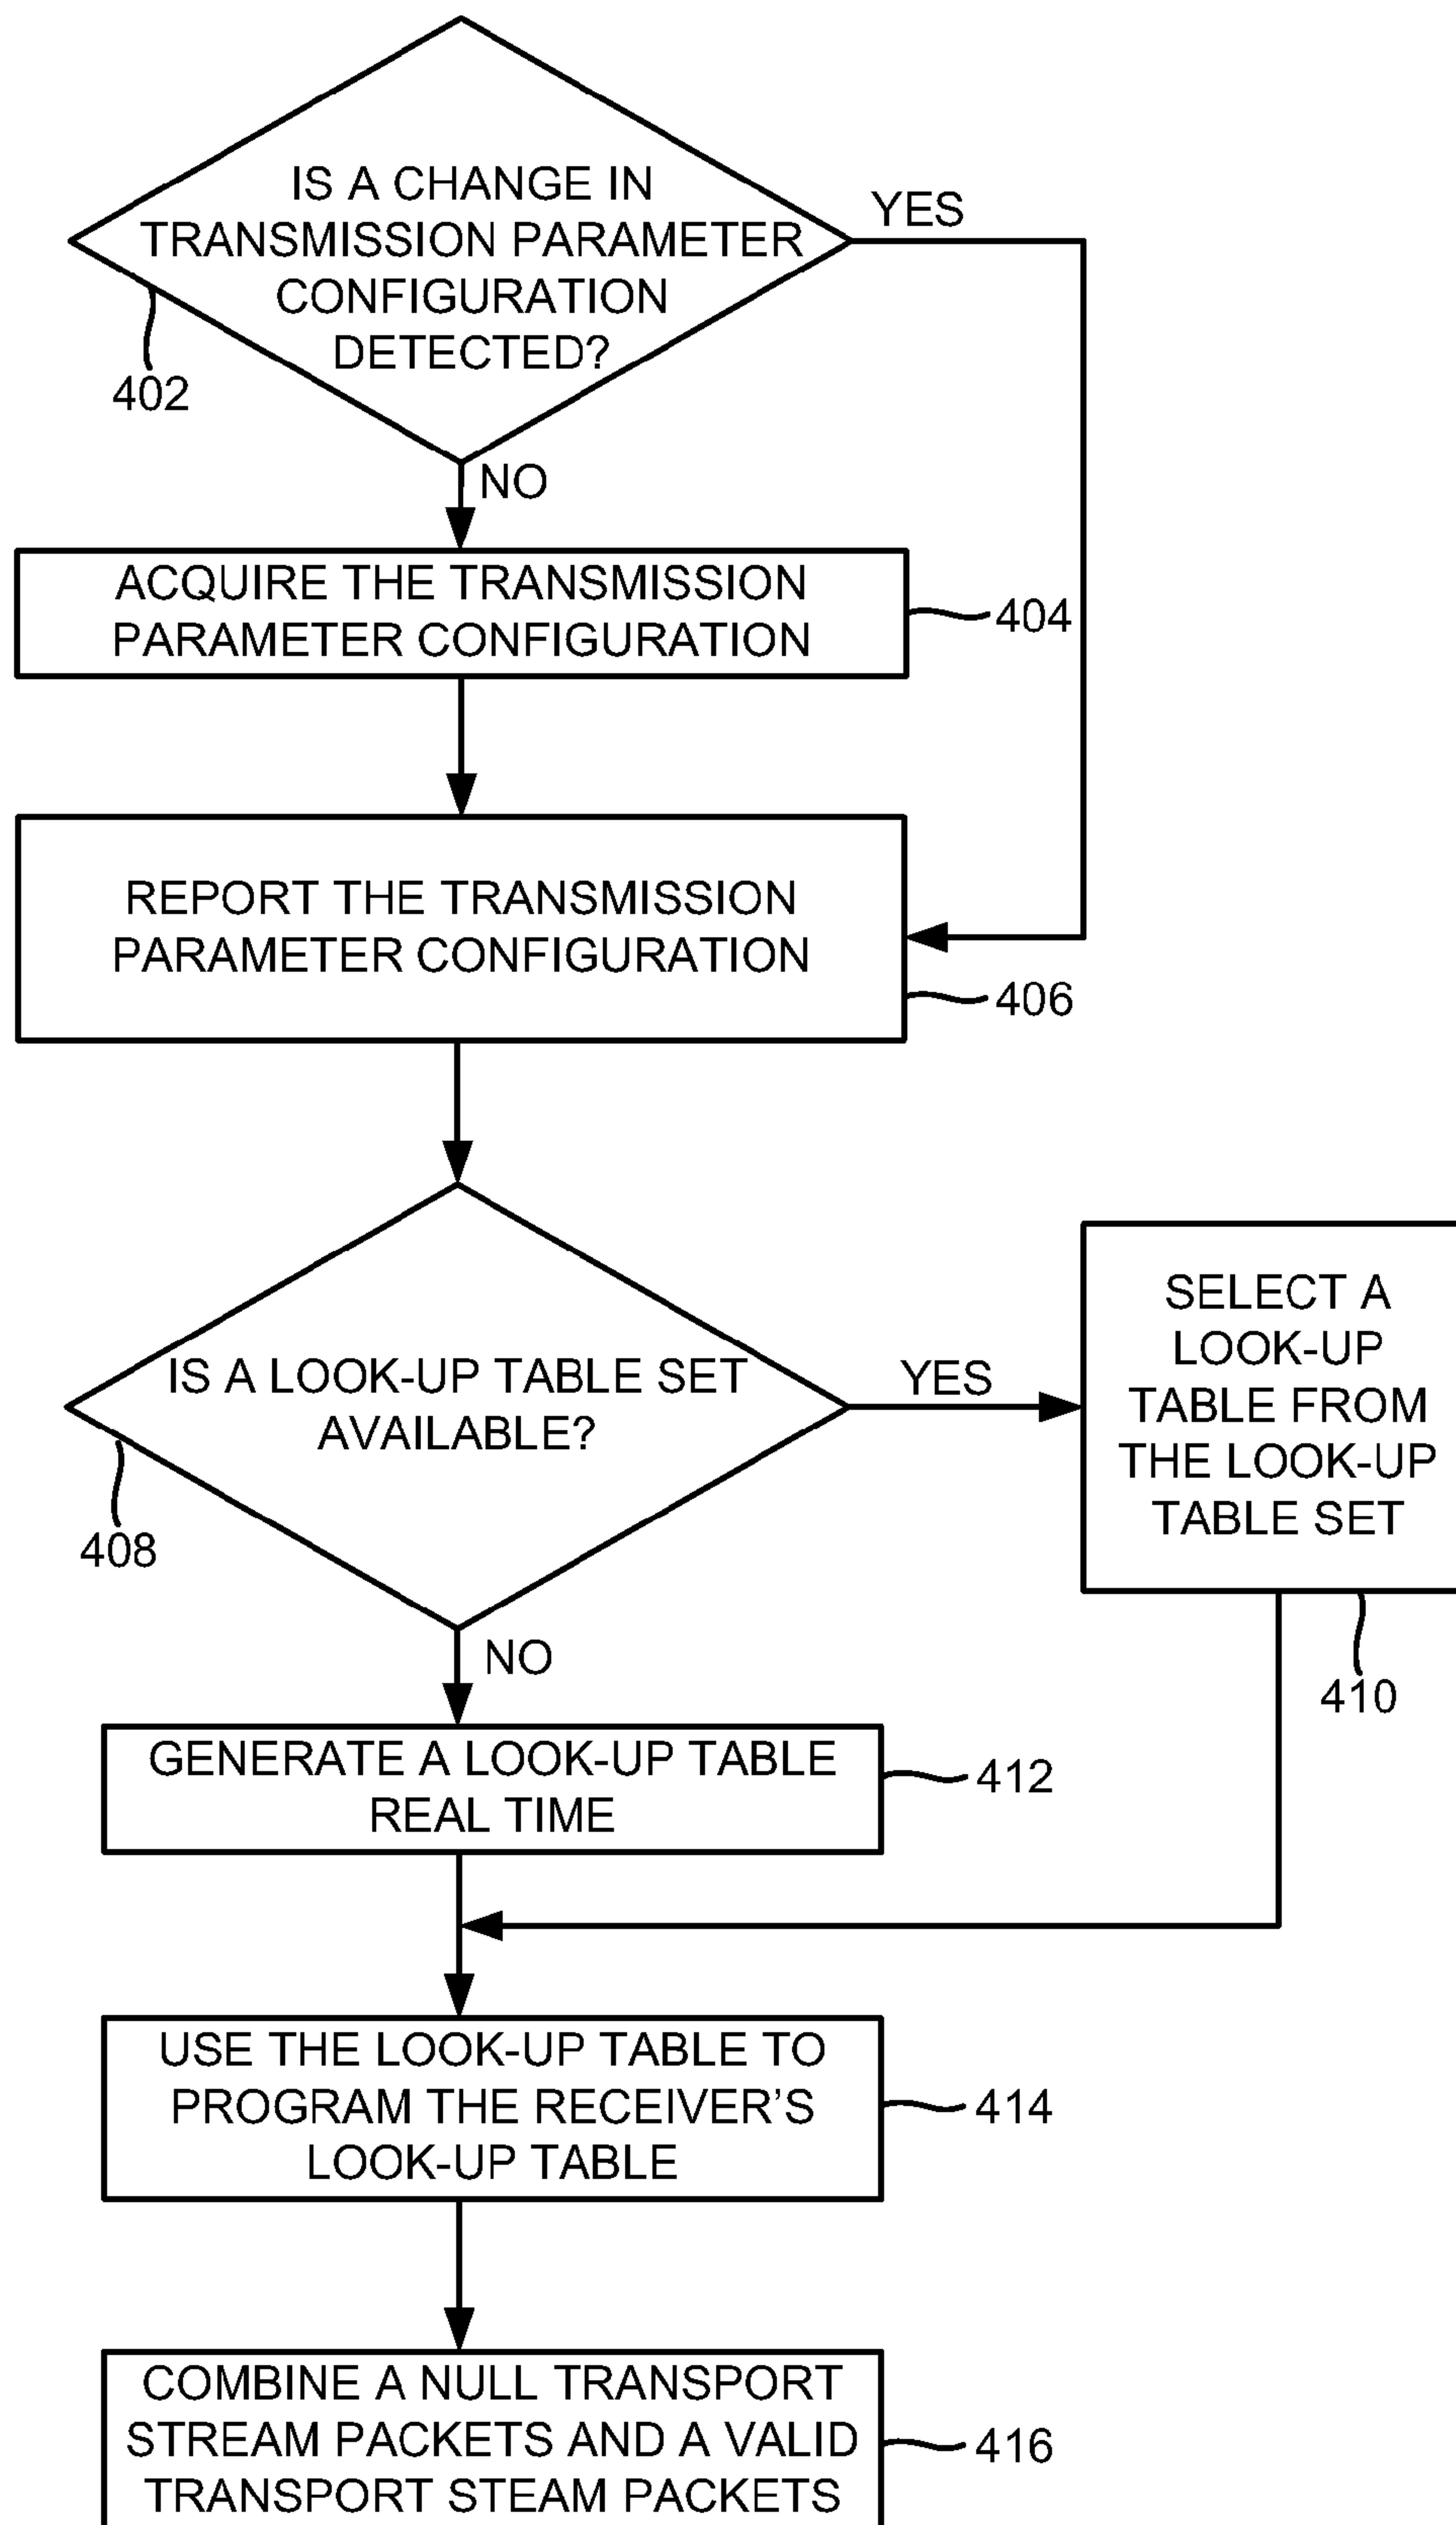 IS A CHANGE IN
TRANSMISSION PARAMETER
CONFIGURATION
DETECTED?
YES
402
NO
ACQUIRE THE TRANSMISSION
PARAMETER CONFIGURATION
404
REPORT THE TRANSMISSION
PARAMETER CONFIGURATION
406
IS A LOOK-UP TABLE SET
AVAILABLE?
YES
408
SELECT A
LOOK-UP
TABLE FROM
THE LOOK-UP
TABLE SET
410
NO
GENERATE A LOOK-UP TABLE
REAL TIME
412
USE THE LOOK-UP TABLE TO
PROGRAM THE RECEIVER’S
LOOK-UP TABLE
414
COMBINE A NULL TRANSPORT
STREAM PACKETS AND A VALID
TRANSPORT STEAM PACKETS
416